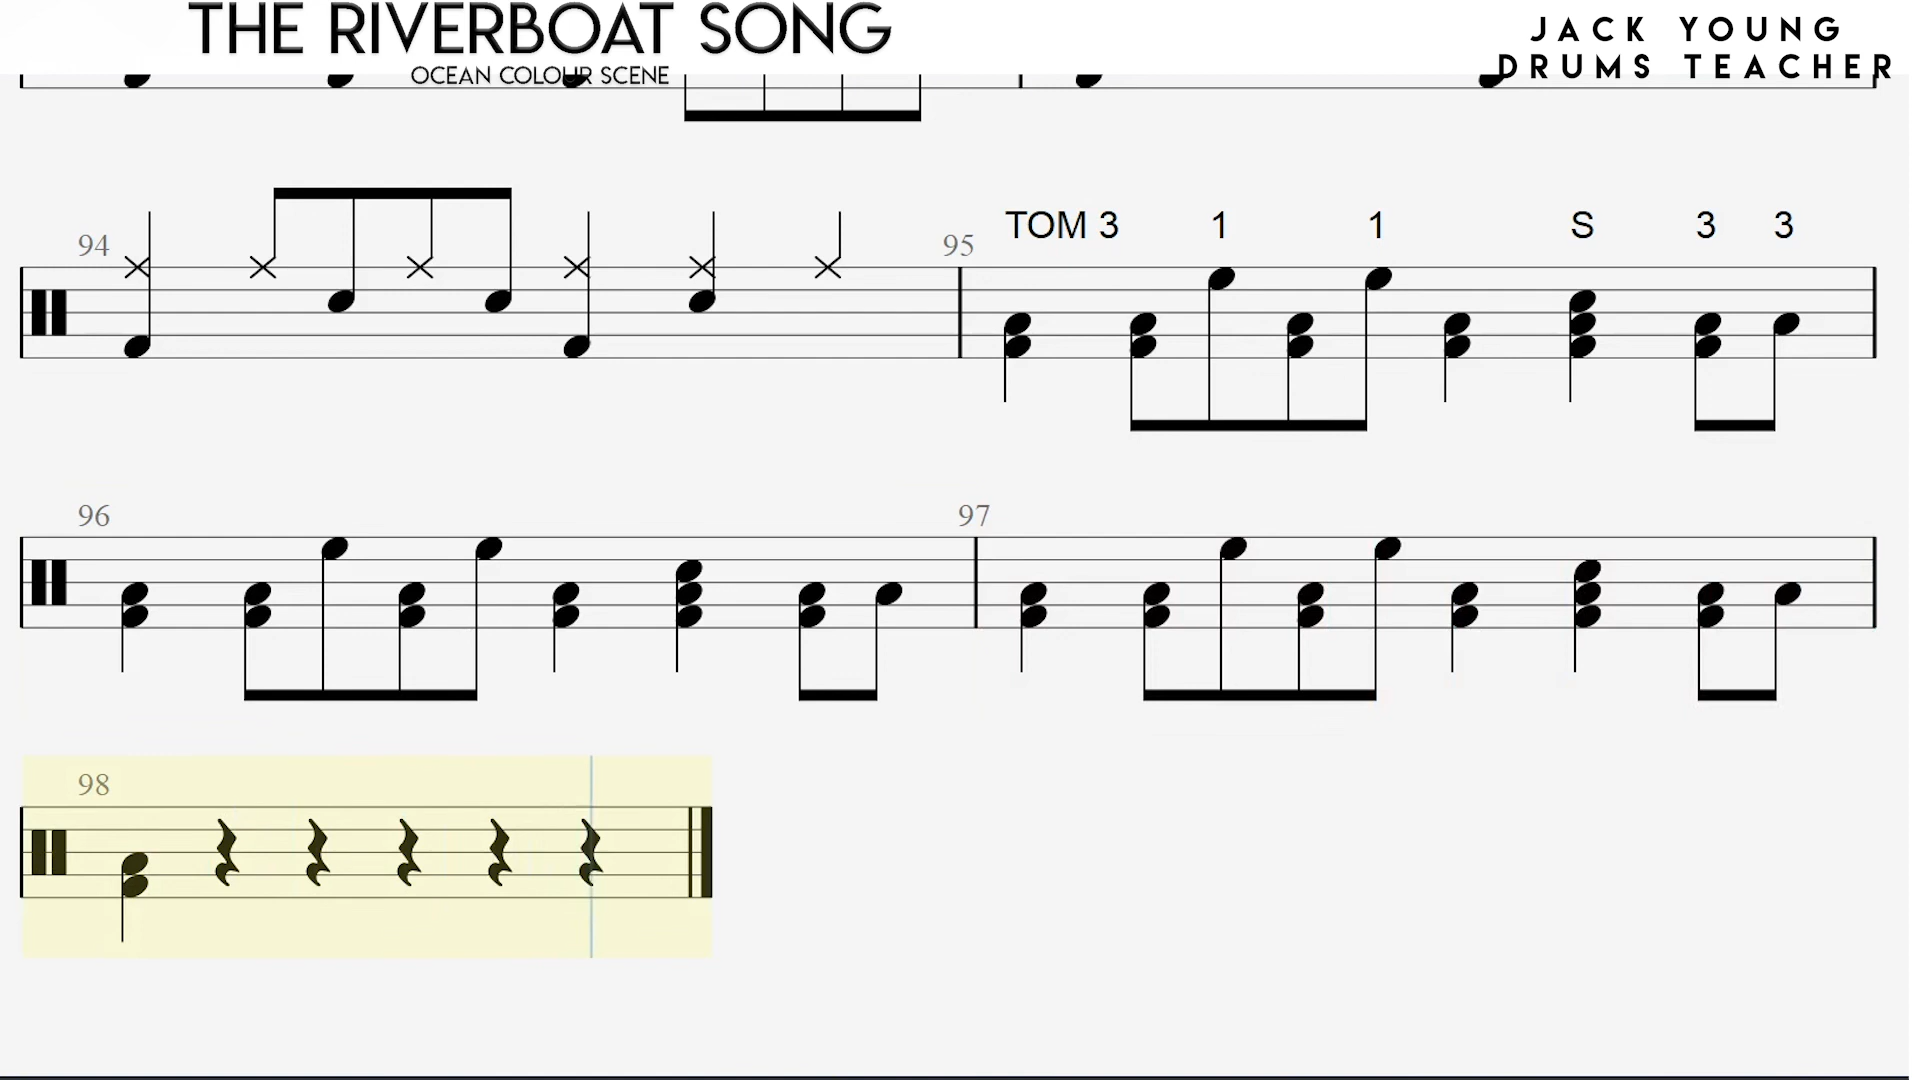 THE RIVERBOAT SONG
OCEAN COLOUR SCENE
JACK YOUNG
DRUMS TEACHER
94
95
TOM 3 1 1 S 3 3
96
97
98